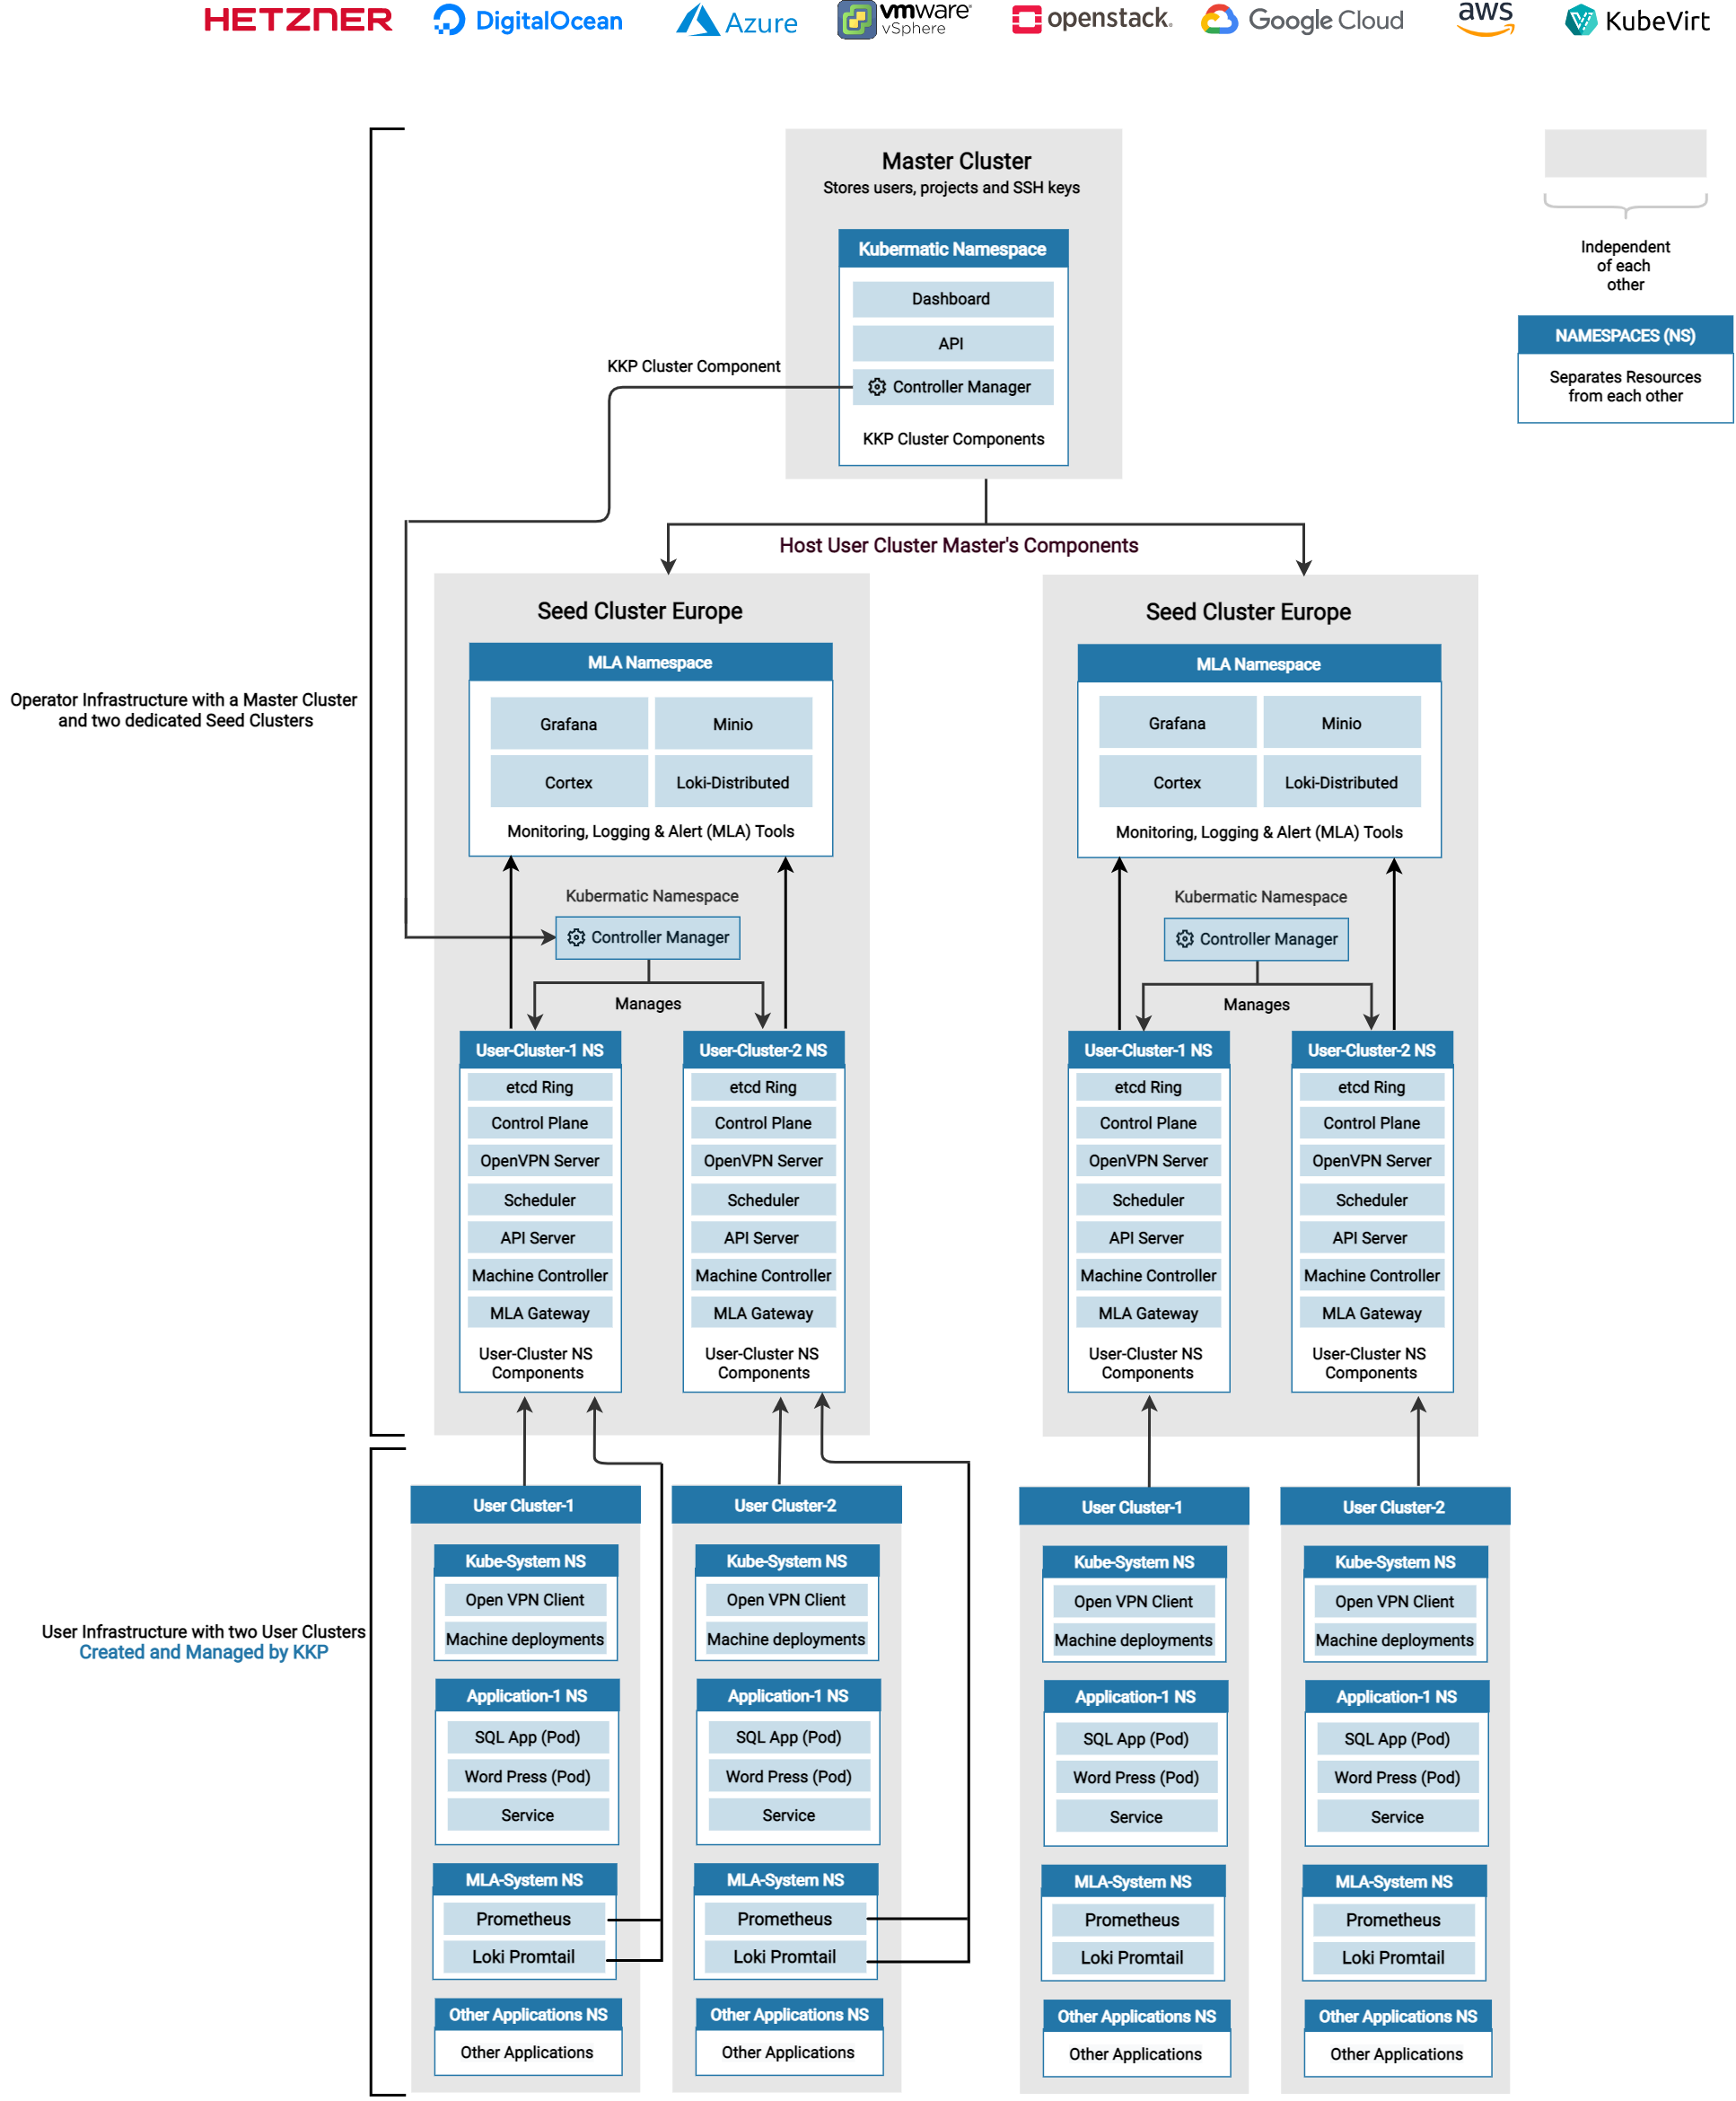 HETZNER
DigitalOcean
Azure
vmware
vSphere
openstack.
Google Cloud
aws
KubeVirt
Master Cluster
Stores users, projects and SSH keys
Kubermatic Namespace
Dashboard
API
Controller Manager
KKP Cluster Components
KKP Cluster Component
Independent
of each
other
NAMESPACES (NS)
Separates Resources
from each other
Host User Cluster Master's Components
Operator Infrastructure with a Master Cluster
and two dedicated Seed Clusters
Seed Cluster Europe
MLA Namespace
Grafana
Minio
Cortex
Loki-Distributed
Monitoring, Logging & Alert (MLA) Tools
Kubermatic Namespace
Controller Manager
Manages
User-Cluster-1 NS
etcd Ring
Control Plane
OpenVPN Server
Scheduler
API Server
Machine Controller
MLA Gateway
User-Cluster NS
Components
User-Cluster-2 NS
etcd Ring
Control Plane
OpenVPN Server
Scheduler
API Server
Machine Controller
MLA Gateway
User-Cluster NS
Components
Seed Cluster Europe
MLA Namespace
Grafana
Minio
Cortex
Loki-Distributed
Monitoring, Logging & Alert (MLA) Tools
Kubermatic Namespace
Controller Manager
Manages
User-Cluster-1 NS
etcd Ring
Control Plane
OpenVPN Server
Scheduler
API Server
Machine Controller
MLA Gateway
User-Cluster NS
Components
User-Cluster-2 NS
etcd Ring
Control Plane
OpenVPN Server
Scheduler
API Server
Machine Controller
MLA Gateway
User-Cluster NS
Components
User Infrastructure with two User Clusters
Created and Managed by KKP
User Cluster-1
Kube-System NS
Open VPN Client
Machine deployments
Application-1 NS
SQL App (Pod)
Word Press (Pod)
Service
MLA-System NS
Prometheus
Loki Promtail
Other Applications NS
Other Applications
User Cluster-2
Kube-System NS
Open VPN Client
Machine deployments
Application-1 NS
SQL App (Pod)
Word Press (Pod)
Service
MLA-System NS
Prometheus
Loki Promtail
Other Applications NS
Other Applications
User Cluster-1
Kube-System NS
Open VPN Client
Machine deployments
Application-1 NS
SQL App (Pod)
Word Press (Pod)
Service
MLA-System NS
Prometheus
Loki Promtail
Other Applications NS
Other Applications
User Cluster-2
Kube-System NS
Open VPN Client
Machine deployments
Application-1 NS
SQL App (Pod)
Word Press (Pod)
Service
MLA-System NS
Prometheus
Loki Promtail
Other Applications NS
Other Applications